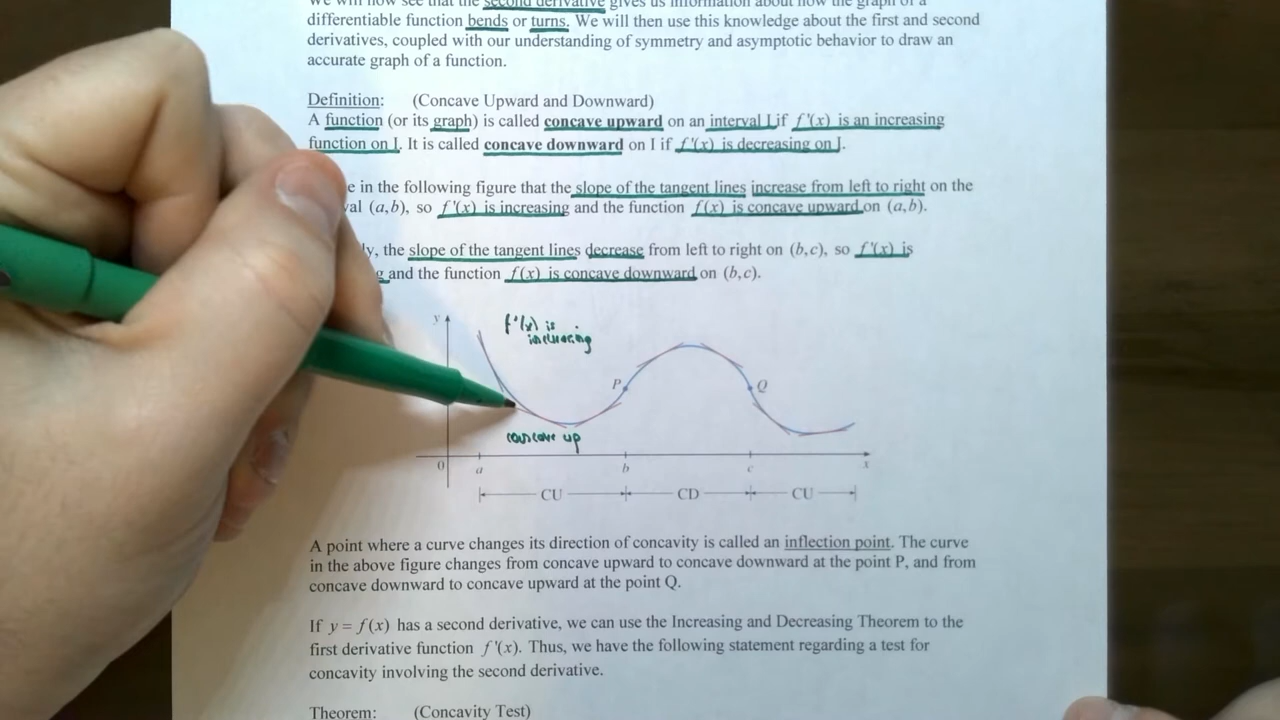 We will now see that the second derivative gives us information about how the graph of a
differentiable function bends or turns. We will then use this knowledge about the first and second
derivatives, coupled with our understanding of symmetry and asymptotic behavior to draw an
accurate graph of a function.
Definition: (Concave Upward and Downward)
A function (or its graph) is called concave upward on an interval I if f'(x) is an increasing
function on I. It is called concave downward on I if f'(x) is decreasing on I.
e in the following figure that the slope of the tangent lines increase from left to right on the
val (a,b), so f'(x) is increasing and the function f(x) is concave upward on (a,b).
ly, the slope of the tangent lines decrease from left to right on (b,c), so f'(x) is
g and the function f(x) is concave downward on (b,c).
y
f'(x) is
increasing
P
Q
concave up
0 a b c x
CU CD CU
A point where a curve changes its direction of concavity is called an inflection point. The curve
in the above figure changes from concave upward to concave downward at the point P, and from
concave downward to concave upward at the point Q.
If y = f(x) has a second derivative, we can use the Increasing and Decreasing Theorem to the
first derivative function f'(x). Thus, we have the following statement regarding a test for
concavity involving the second derivative.
Theorem: (Concavity Test)